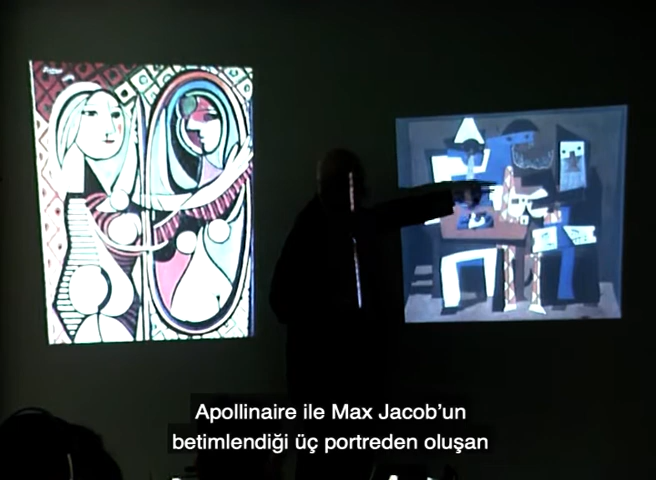 Apollinaire ile Max Jacob'un
betimlendiği üç portreden oluşan